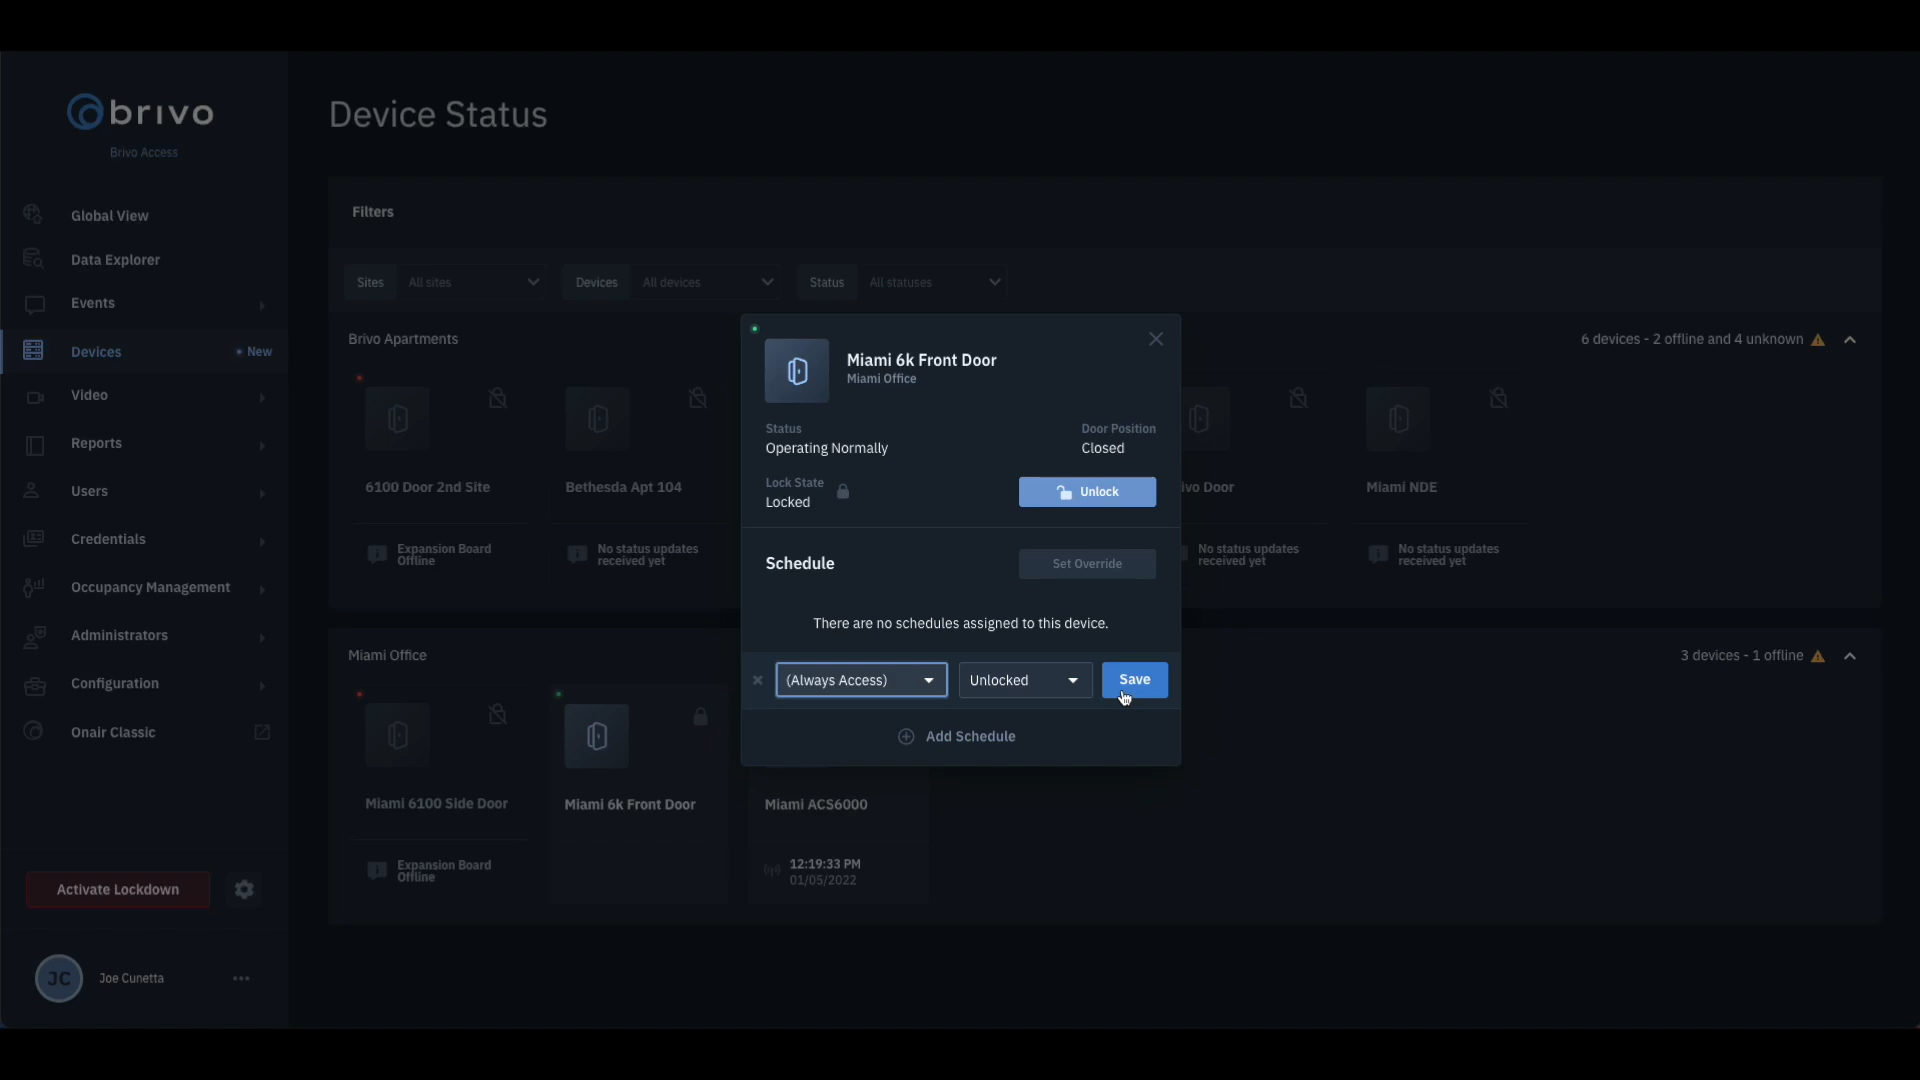 brivo
Brivo Access
Global View
Data Explorer
Events
Devices
New
Video
Reports
Users
Credentials
Occupancy Management
Administrators
Configuration
Onair Classic
Activate Lockdown
JC
Joe Cunetta
Device Status
Filters
Sites
All sites
Devices
All devices
Status
All statuses
Brivo Apartments
6 devices - 2 offline and 4 unknown
6100 Door 2nd Site
Expansion Board
Offline
Bethesda Apt 104
No status updates
received yet
ivo Door
No status updates
received yet
Miami NDE
No status updates
received yet
Miami Office
3 devices - 1 offline
Miami 6100 Side Door
Expansion Board
Offline
Miami 6k Front Door
Miami ACS6000
12:19:33 PM
01/05/2022
Miami 6k Front Door
Miami Office
Status
Operating Normally
Door Position
Closed
Lock State
Locked
Unlock
Schedule
Set Override
There are no schedules assigned to this device.
(Always Access)
Unlocked
Save
Add Schedule